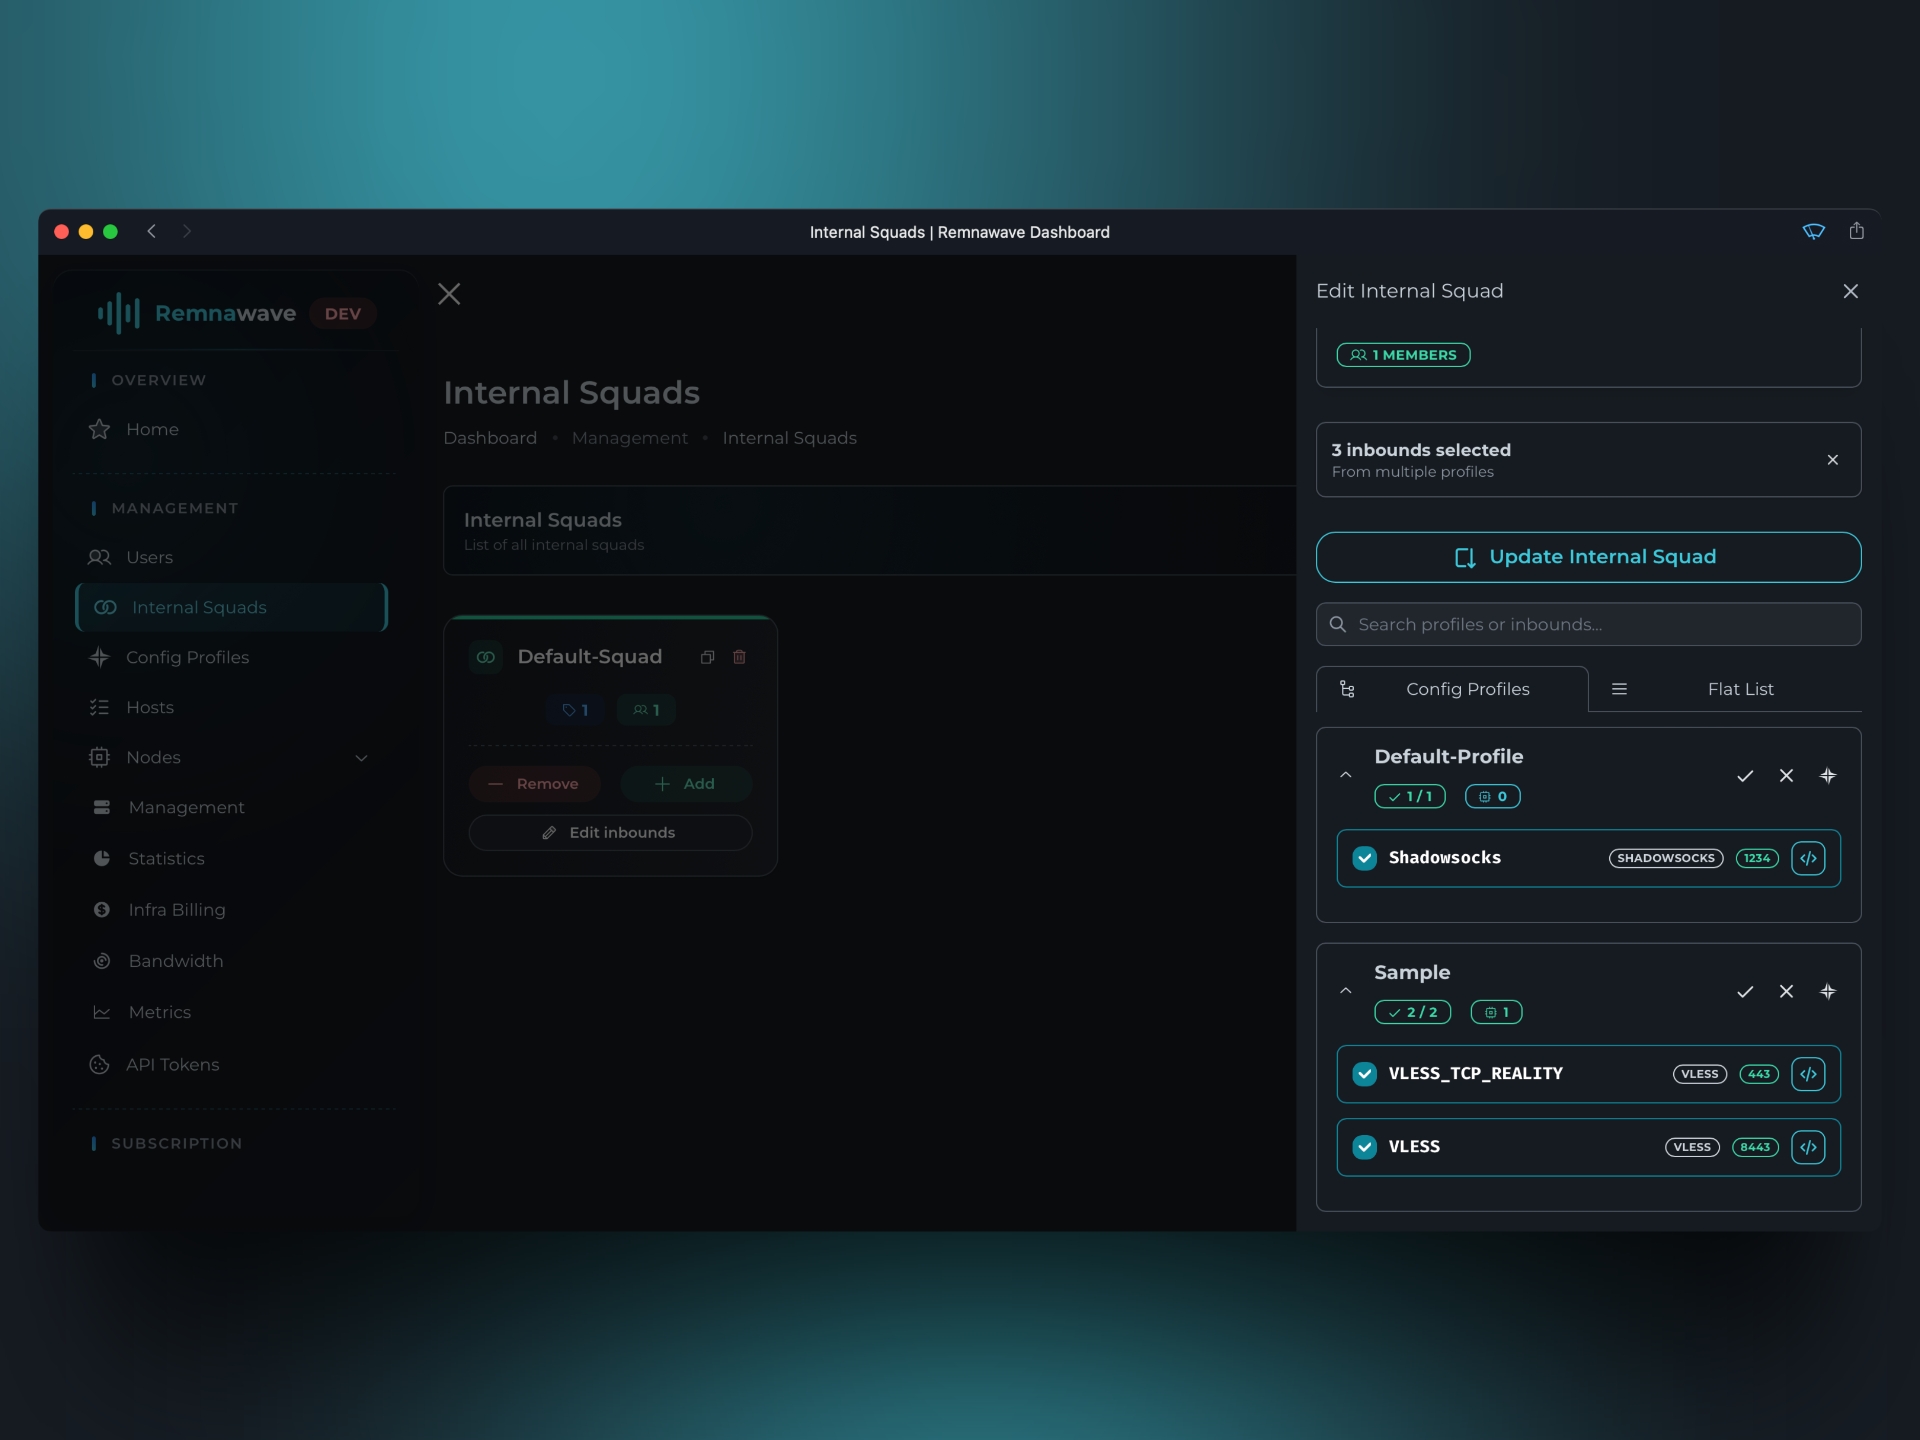 Internal Squads | Remnawave Dashboard
Remnawave DEV
OVERVIEW
Home
MANAGEMENT
Users
Internal Squads
Config Profiles
Hosts
Nodes
Management
Statistics
Infra Billing
Bandwidth
Metrics
API Tokens
SUBSCRIPTION
Internal Squads
Dashboard • Management • Internal Squads
Internal Squads
List of all internal squads
Default-Squad
1 1
Remove Add
Edit inbounds
Edit Internal Squad
1 MEMBERS
3 inbounds selected
From multiple profiles
Update Internal Squad
Search profiles or inbounds...
Config Profiles Flat List
Default-Profile
1 / 1 0
Shadowsocks SHADOWSOCKS 1234
Sample
2 / 2 1
VLESS_TCP_REALITY VLESS 443
VLESS VLESS 8443